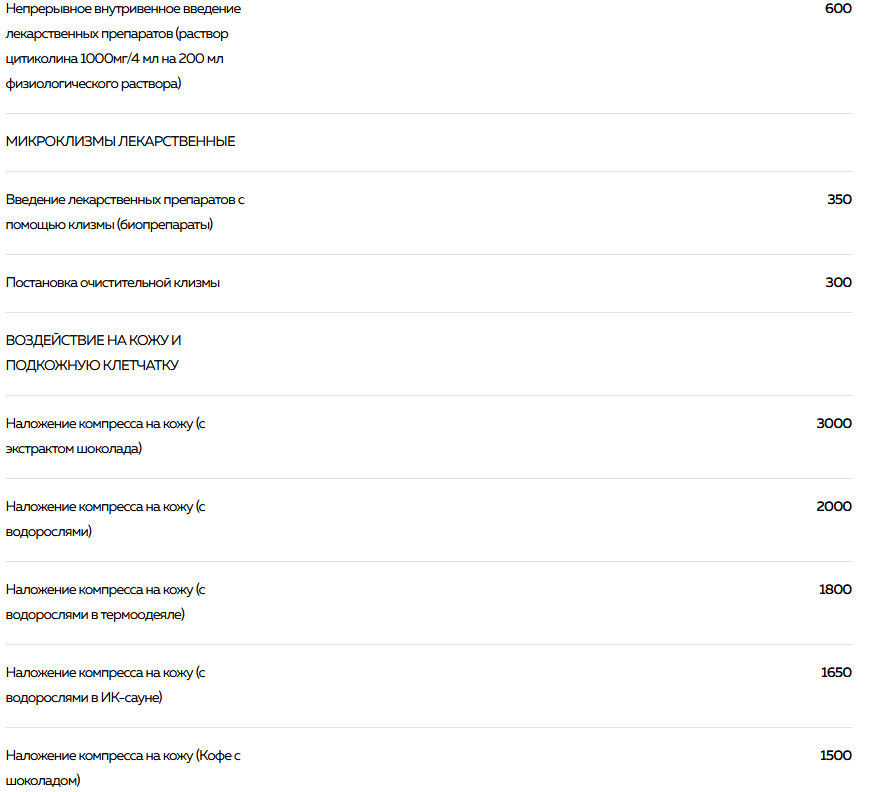 Непрерывное внутривенное введение 600
лекарственных препаратов (раствор
цитиколина 1000мг/4 мл на 200 мл
физиологического раствора)
МИКРОКЛИЗМЫ ЛЕКАРСТВЕННЫЕ
Введение лекарственных препаратов с 350
помощью клизмы (биопрепараты)
Постановка очистительной клизмы 300
ВОЗДЕЙСТВИЕ НА КОЖУ И
ПОДКОЖНУЮ КЛЕТЧАТКУ
Наложение компресса на кожу (с 3000
экстрактом шоколада)
Наложение компресса на кожу (с 2000
водорослями)
Наложение компресса на кожу (с 1800
водорослями в термоодеяле)
Наложение компресса на кожу (с 1650
водорослями в ИК-сауне)
Наложение компресса на кожу (Кофе с 1500
шоколадом)